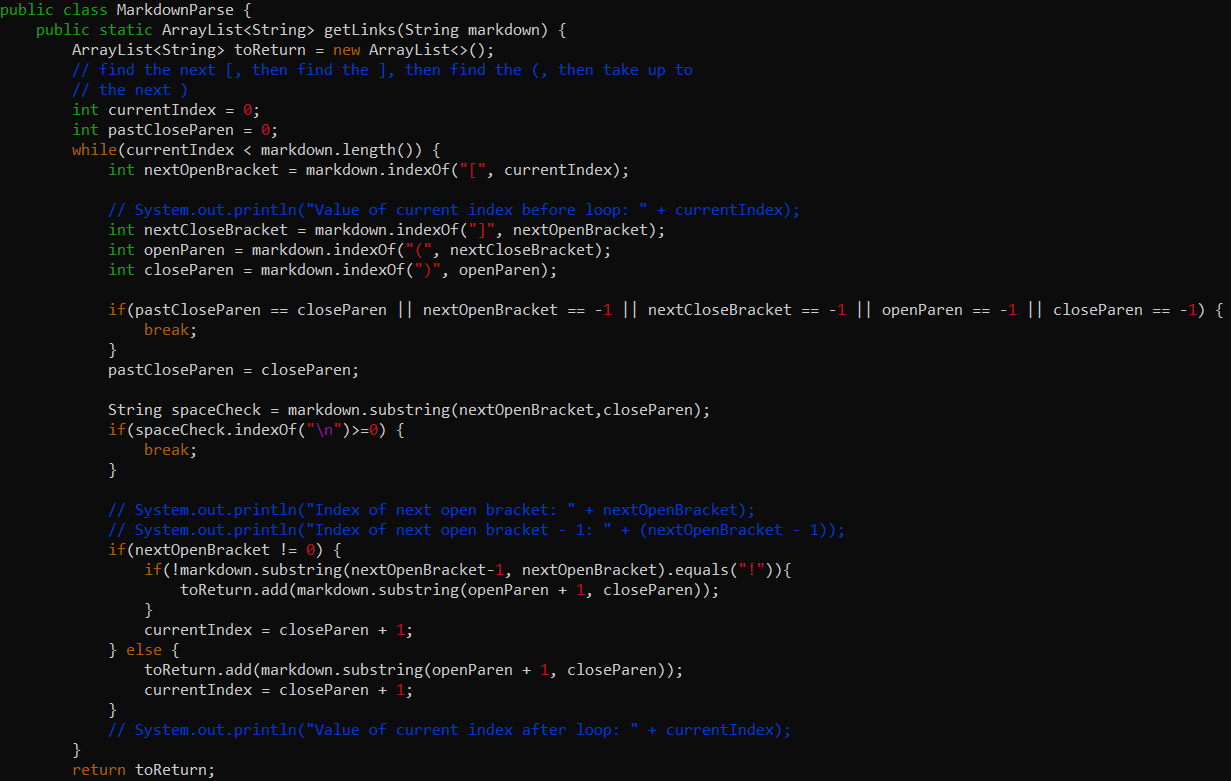 public class MarkdownParse {
    public static ArrayList<String> getLinks(String markdown) {
        ArrayList<String> toReturn = new ArrayList<>();
        // find the next [, then find the ], then find the (, then take up to
        // the next )
        int currentIndex = 0;
        int pastCloseParen = 0;
        while(currentIndex < markdown.length()) {
            int nextOpenBracket = markdown.indexOf("[", currentIndex);

            // System.out.println("Value of current index before loop: " + currentIndex);
            int nextCloseBracket = markdown.indexOf("]", nextOpenBracket);
            int openParen = markdown.indexOf("(", nextCloseBracket);
            int closeParen = markdown.indexOf(")", openParen);

            if(pastCloseParen == closeParen || nextOpenBracket == -1 || nextCloseBracket == -1 || openParen == -1 || closeParen == -1) {
                break;
            }
            pastCloseParen = closeParen;

            String spaceCheck = markdown.substring(nextOpenBracket,closeParen);
            if(spaceCheck.indexOf("\n")>=0) {
                break;
            }

            // System.out.println("Index of next open bracket: " + nextOpenBracket);
            // System.out.println("Index of next open bracket - 1: " + (nextOpenBracket - 1));
            if(nextOpenBracket != 0) {
                if(!markdown.substring(nextOpenBracket-1, nextOpenBracket).equals("!")){
                    toReturn.add(markdown.substring(openParen + 1, closeParen));
                }
                currentIndex = closeParen + 1;
            } else {
                toReturn.add(markdown.substring(openParen + 1, closeParen));
                currentIndex = closeParen + 1;
            }
            // System.out.println("Value of current index after loop: " + currentIndex);
        }
        return toReturn;